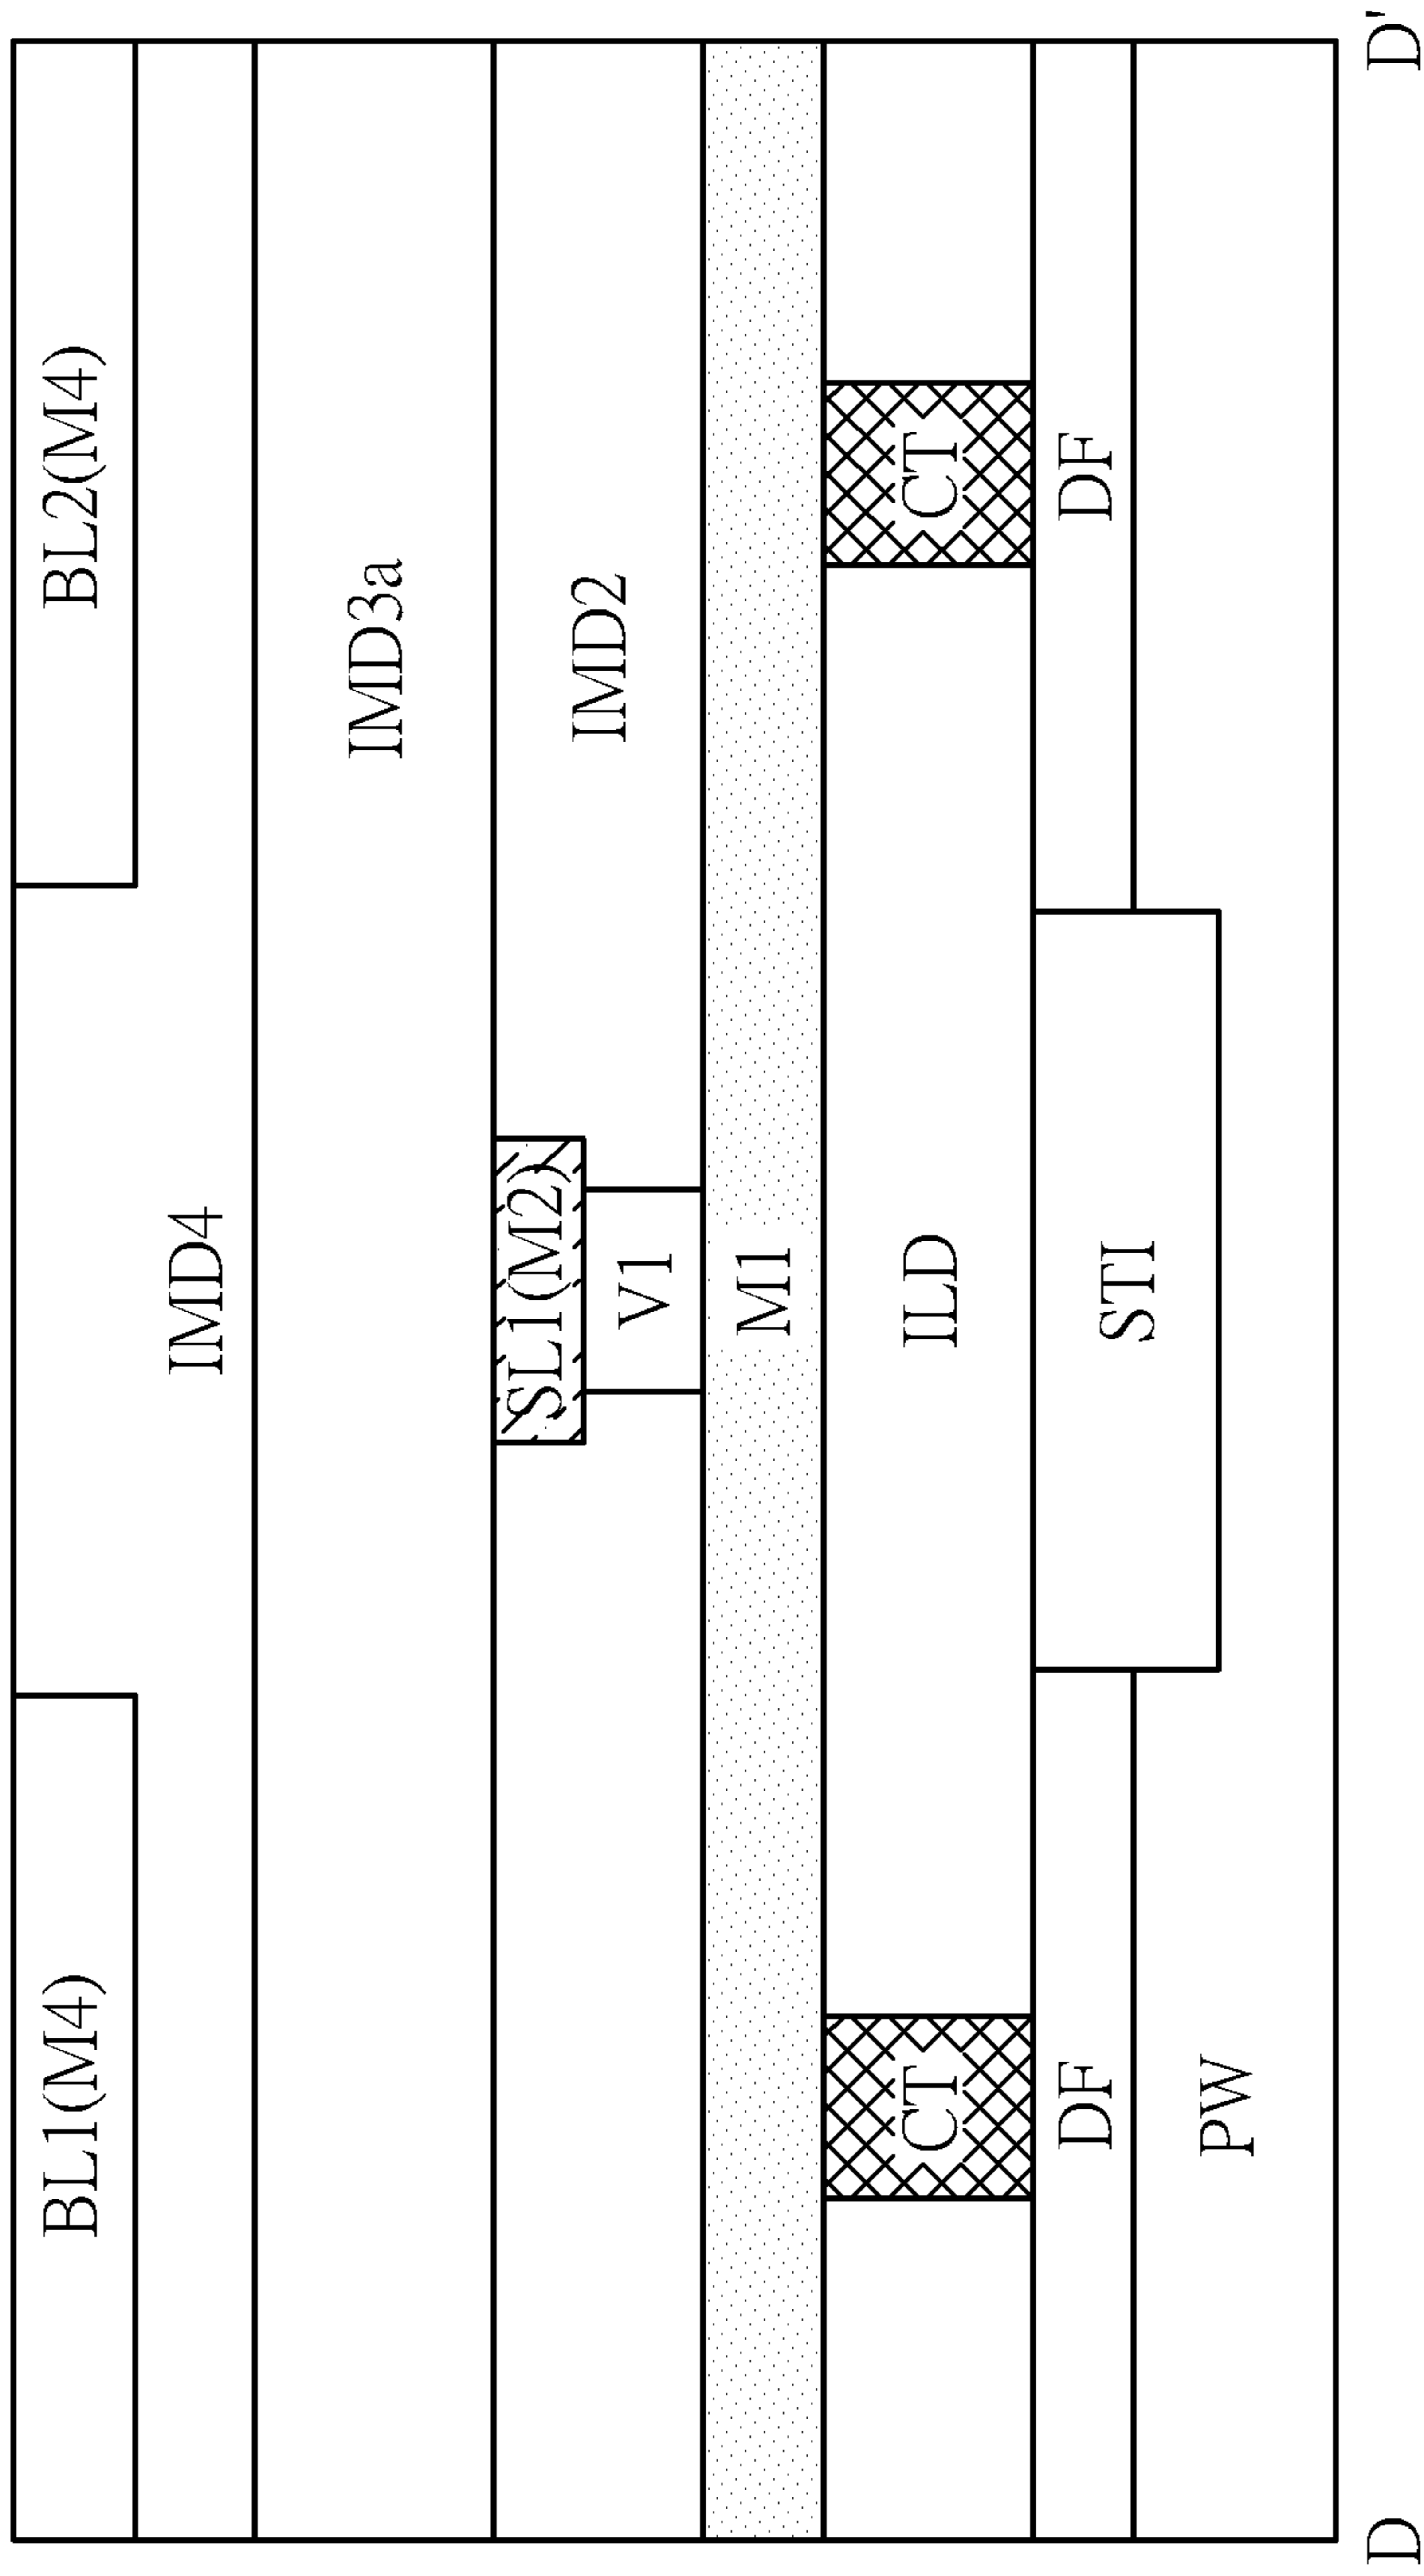 BL1(M4)
BL2(M4)
IMD4
IMD3a
IMD2
SL1(M2)
V1
M1
CT
ILD
CT
DF
STI
DF
PW
D
D'